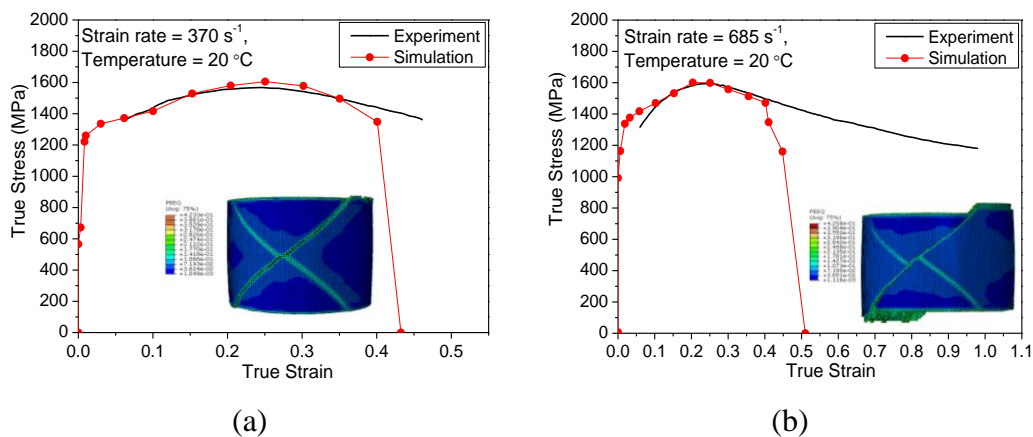 Strain rate = 370 s⁻¹,
Temperature = 20 °C
Experiment
Simulation
True Stress (MPa)
2000
1800
1600
1400
1200
1000
800
600
400
200
0
PEEQ
(Avg: 75%)
0.0 0.1 0.2 0.3 0.4 0.5
True Strain
(a)
Strain rate = 685 s⁻¹,
Temperature = 20 °C
Experiment
Simulation
True Stress (MPa)
2000
1800
1600
1400
1200
1000
800
600
400
200
0
PEEQ
(Avg: 75%)
0.0 0.1 0.2 0.3 0.4 0.5 0.6 0.7 0.8 0.9 1.0 1.1
True Strain
(b)